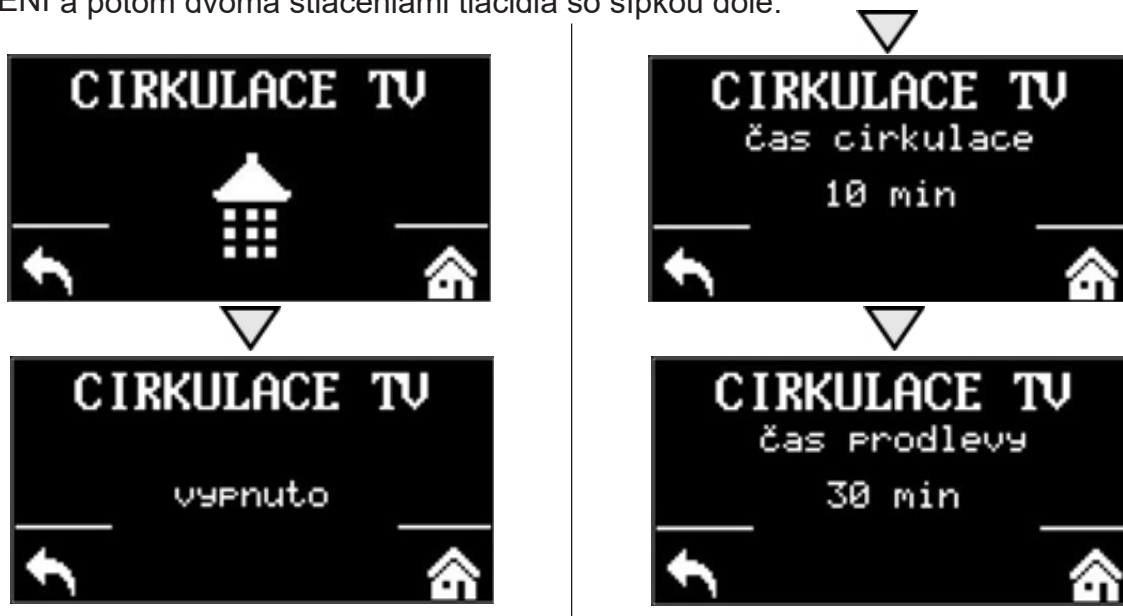 ENÍ a potom dvoma stlačeniami tlačidla so šípkou dole.
CIRKULACE TV
CIRKULACE TV
vypnuto
CIRKULACE TV
čas cirkulace
10 min
CIRKULACE TV
čas prodlevy
30 min